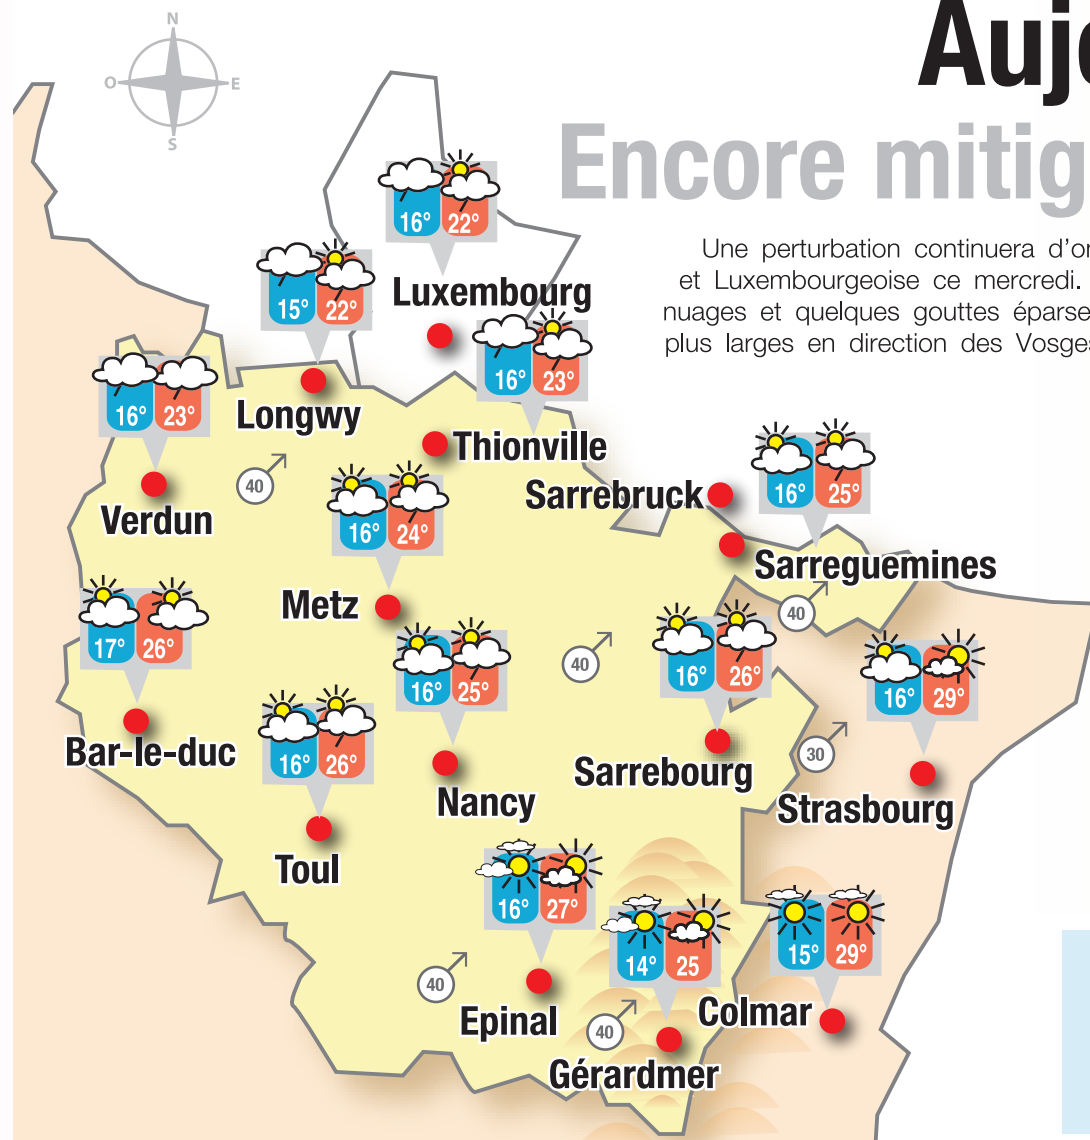 Auj
Encore mitig
Une perturbation continuera d'or
et Luxembourgeoise ce mercredi.
nuages et quelques gouttes éparse
plus larges en direction des Vosges
N
O E
S
16° 22°
Luxembourg
15° 22°
Longwy
16° 23°
Thionville
16° 23°
Verdun
40
16° 24°
Metz
Sarrebruck
16° 25°
Sarreguemines
40
17° 26°
Bar-le-duc
16° 25°
Nancy
40
16° 26°
Sarrebourg
16° 29°
Strasbourg
30
16° 26°
Toul
16° 27°
Epinal
40
14° 25
Gérardmer
40
15° 29°
Colmar